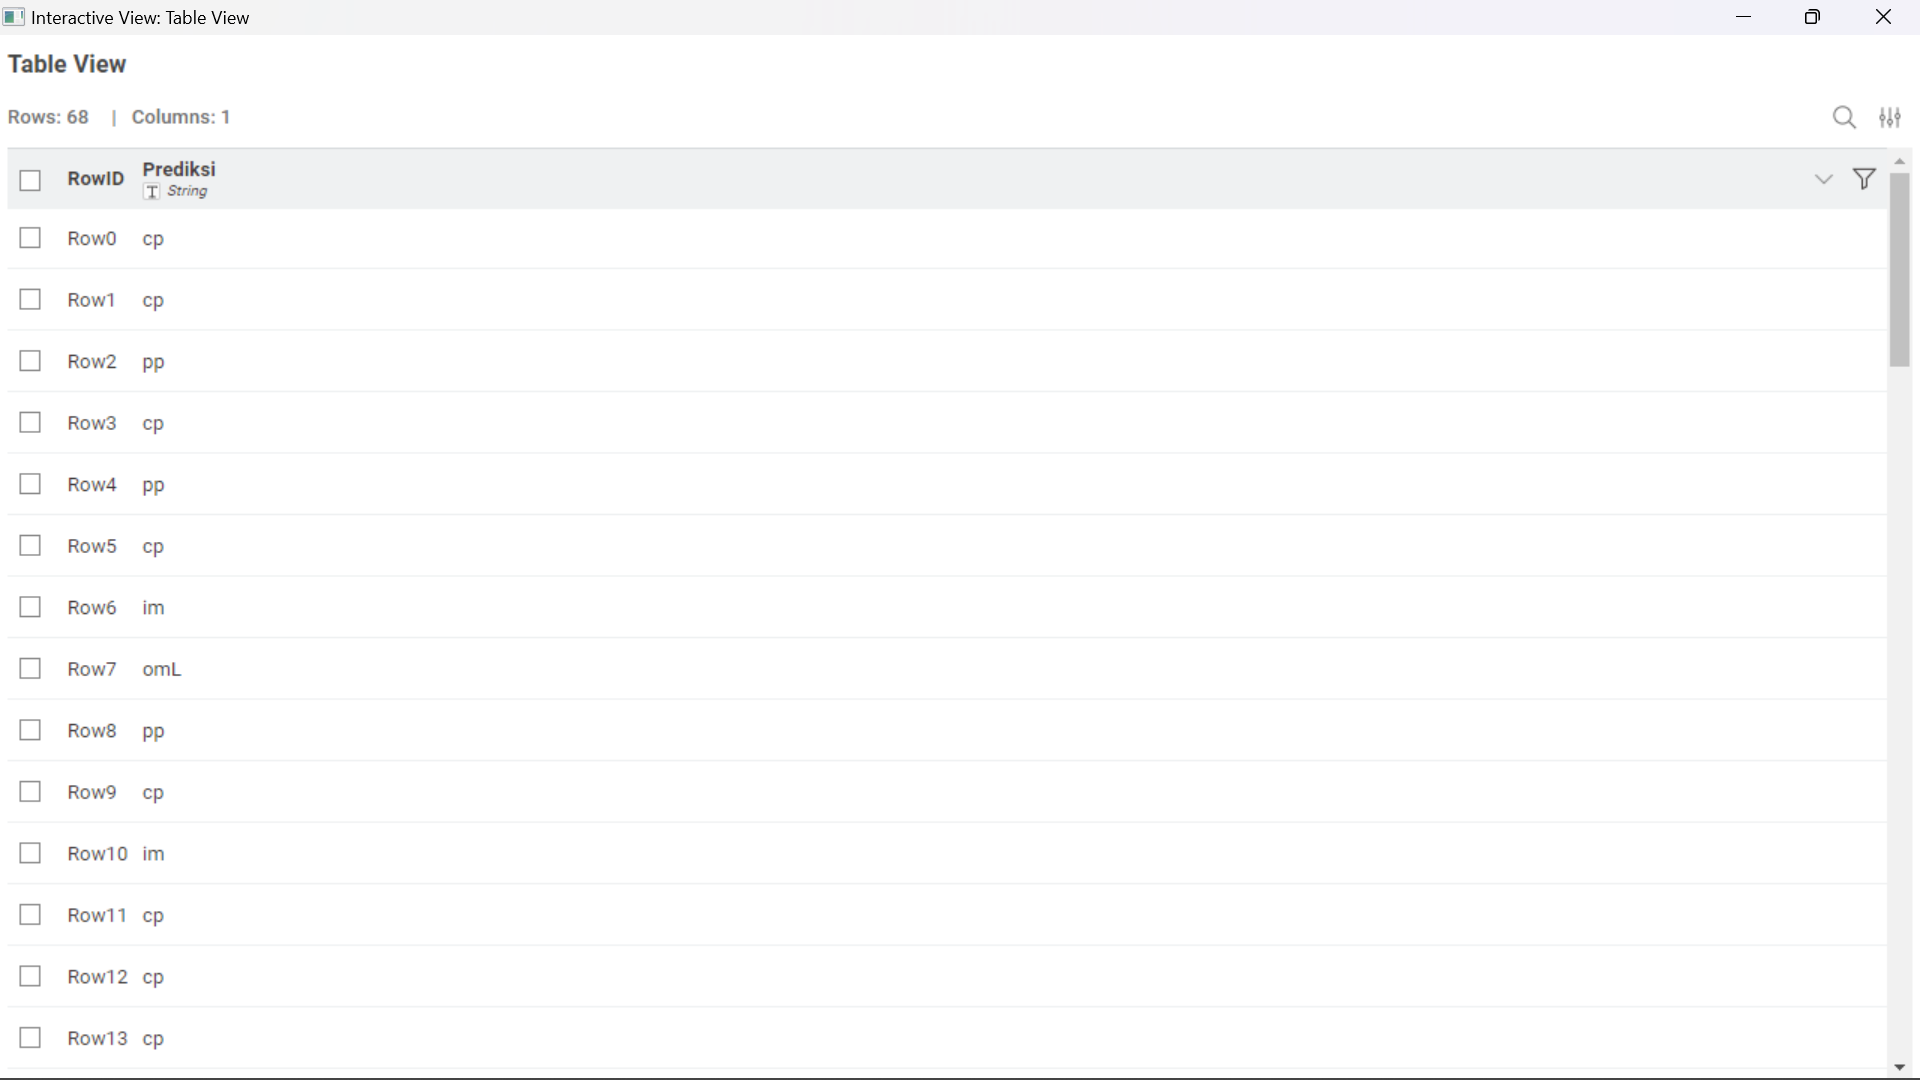 Interactive View: Table View
Table View
Rows: 68 | Columns: 1
RowID Prediksi
T String
Row0 cp
Row1 cp
Row2 pp
Row3 cp
Row4 pp
Row5 cp
Row6 im
Row7 omL
Row8 pp
Row9 cp
Row10 im
Row11 cp
Row12 cp
Row13 cp